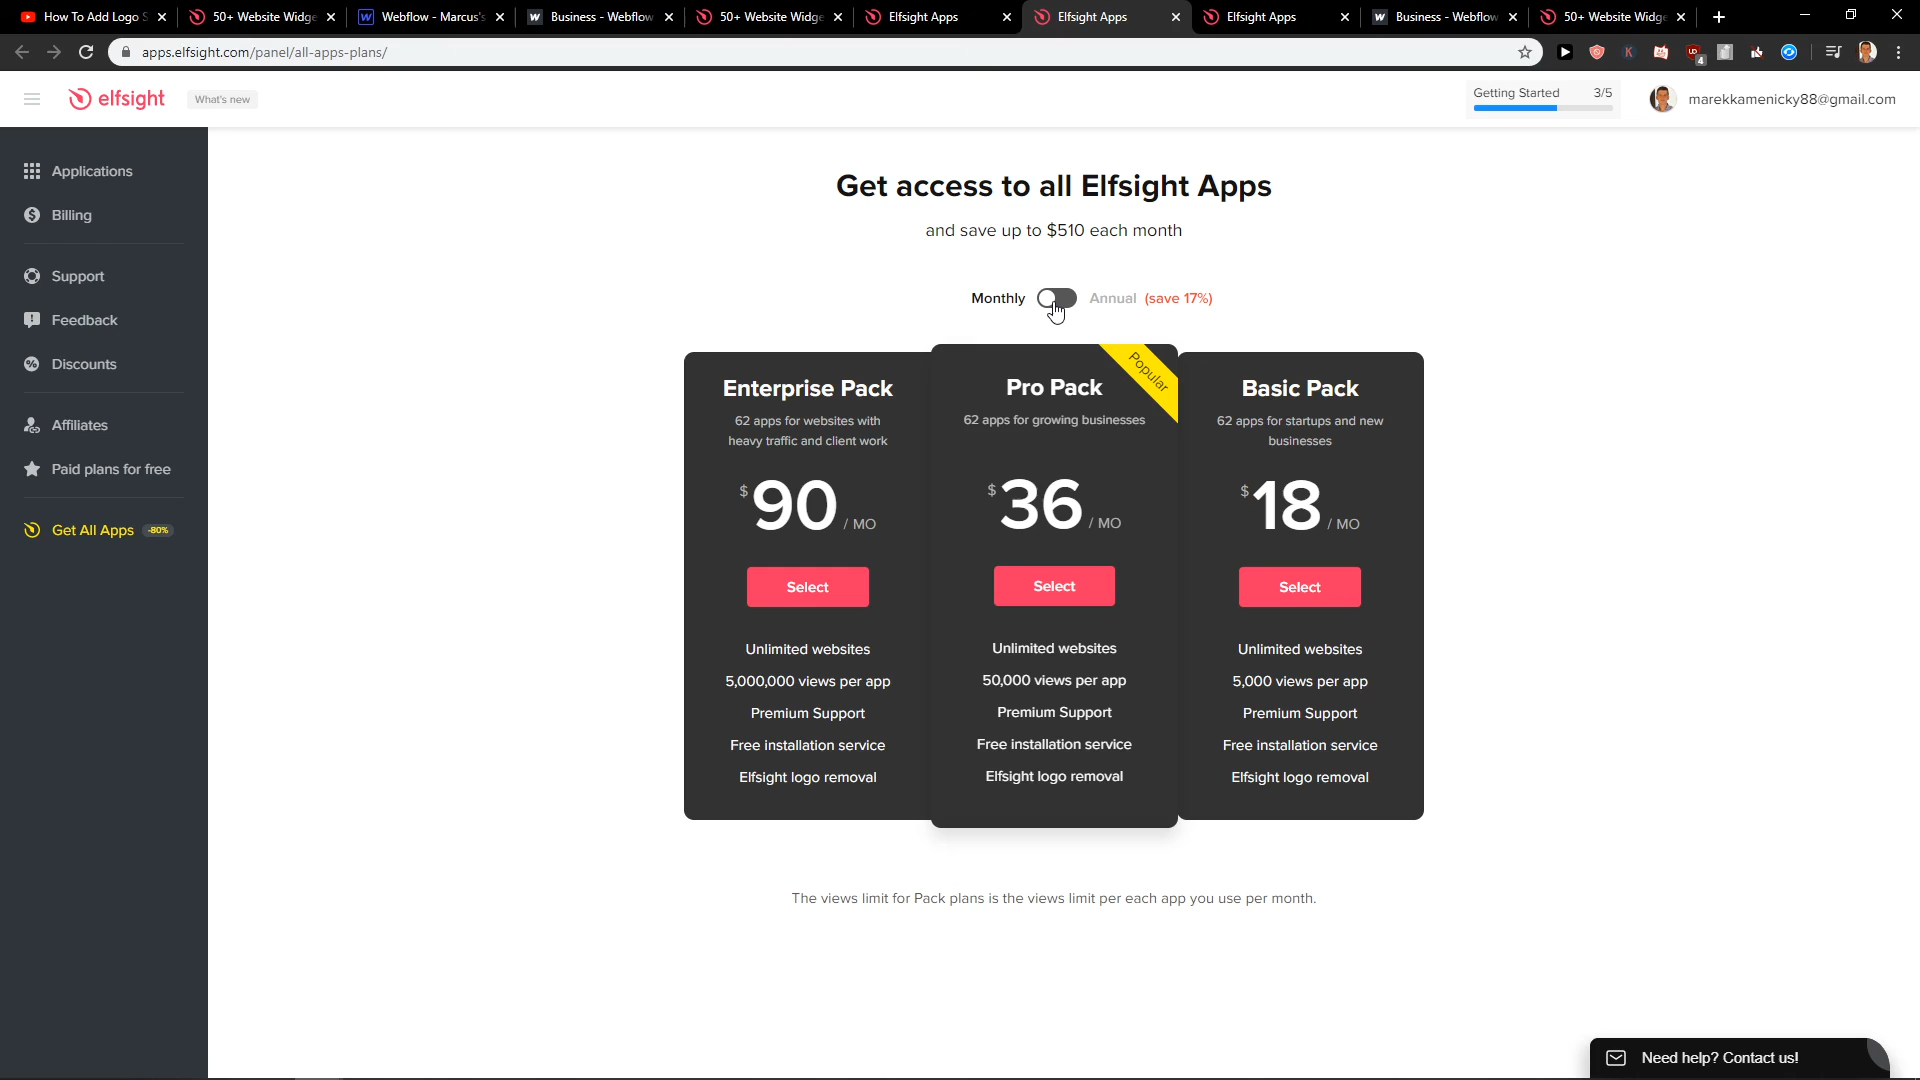 How To Add Logo S
50+ Website Widge
Webflow - Marcus's
Business - Webflow
50+ Website Widge
Elfsight Apps
Elfsight Apps
Elfsight Apps
Business - Webflow
50+ Website Widge
apps.elfsight.com/panel/all-apps-plans/
4
elfsight
What's new
Getting Started 3/5
marekkamenicky88@gmail.com
Applications
Billing
Support
Feedback
Discounts
Affiliates
Paid plans for free
Get All Apps -80%
Get access to all Elfsight Apps
and save up to $510 each month
Monthly Annual (save 17%)
Enterprise Pack
62 apps for websites with
heavy traffic and client work
$90 / MO
Select
Unlimited websites
5,000,000 views per app
Premium Support
Free installation service
Elfsight logo removal
Popular
Pro Pack
62 apps for growing businesses
$36 / MO
Select
Unlimited websites
50,000 views per app
Premium Support
Free installation service
Elfsight logo removal
Basic Pack
62 apps for startups and new
businesses
$18 / MO
Select
Unlimited websites
5,000 views per app
Premium Support
Free installation service
Elfsight logo removal
The views limit for Pack plans is the views limit per each app you use per month.
Need help? Contact us!